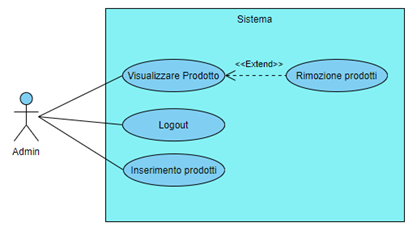 Sistema
<<Extend>>
Visualizzare Prodotto
Rimozione prodotti
Logout
Admin
Inserimento prodotti